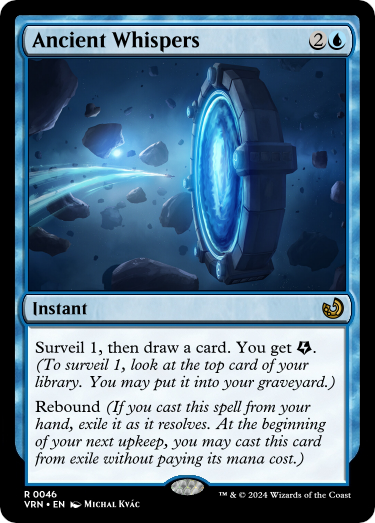 Ancient Whispers 2
Instant
Surveil 1, then draw a card. You get .
(To surveil 1, look at the top card of your
library. You may put it into your graveyard.)
Rebound (If you cast this spell from your
hand, exile it as it resolves. At the beginning
of your next upkeep, you may cast this card
from exile without paying its mana cost.)
R 0046
VRN • EN Michal Kvác
™ & © 2024 Wizards of the Coast